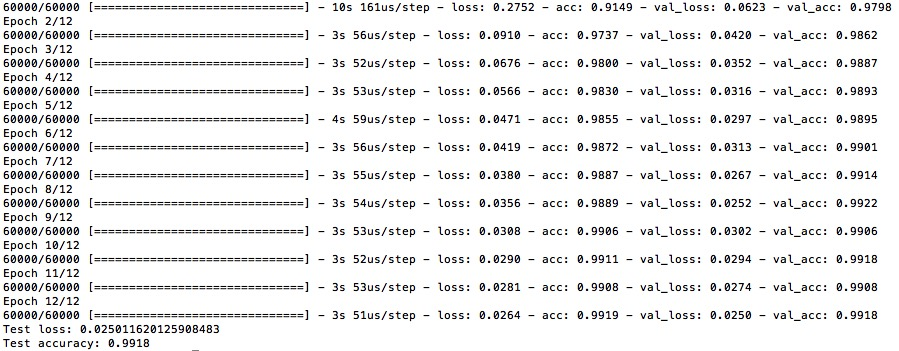 60000/60000 [==============================] - 10s 161us/step - loss: 0.2752 - acc: 0.9149 - val_loss: 0.0623 - val_acc: 0.9798
Epoch 2/12
60000/60000 [==============================] - 3s 56us/step - loss: 0.0910 - acc: 0.9737 - val_loss: 0.0420 - val_acc: 0.9862
Epoch 3/12
60000/60000 [==============================] - 3s 52us/step - loss: 0.0676 - acc: 0.9800 - val_loss: 0.0352 - val_acc: 0.9887
Epoch 4/12
60000/60000 [==============================] - 3s 53us/step - loss: 0.0566 - acc: 0.9830 - val_loss: 0.0316 - val_acc: 0.9893
Epoch 5/12
60000/60000 [==============================] - 4s 59us/step - loss: 0.0471 - acc: 0.9855 - val_loss: 0.0297 - val_acc: 0.9895
Epoch 6/12
60000/60000 [==============================] - 3s 56us/step - loss: 0.0419 - acc: 0.9872 - val_loss: 0.0313 - val_acc: 0.9901
Epoch 7/12
60000/60000 [==============================] - 3s 55us/step - loss: 0.0380 - acc: 0.9887 - val_loss: 0.0267 - val_acc: 0.9914
Epoch 8/12
60000/60000 [==============================] - 3s 54us/step - loss: 0.0356 - acc: 0.9889 - val_loss: 0.0252 - val_acc: 0.9922
Epoch 9/12
60000/60000 [==============================] - 3s 53us/step - loss: 0.0308 - acc: 0.9906 - val_loss: 0.0302 - val_acc: 0.9906
Epoch 10/12
60000/60000 [==============================] - 3s 52us/step - loss: 0.0290 - acc: 0.9911 - val_loss: 0.0294 - val_acc: 0.9918
Epoch 11/12
60000/60000 [==============================] - 3s 53us/step - loss: 0.0281 - acc: 0.9908 - val_loss: 0.0274 - val_acc: 0.9908
Epoch 12/12
60000/60000 [==============================] - 3s 51us/step - loss: 0.0264 - acc: 0.9919 - val_loss: 0.0250 - val_acc: 0.9918
Test loss: 0.025011620125908483
Test accuracy: 0.9918